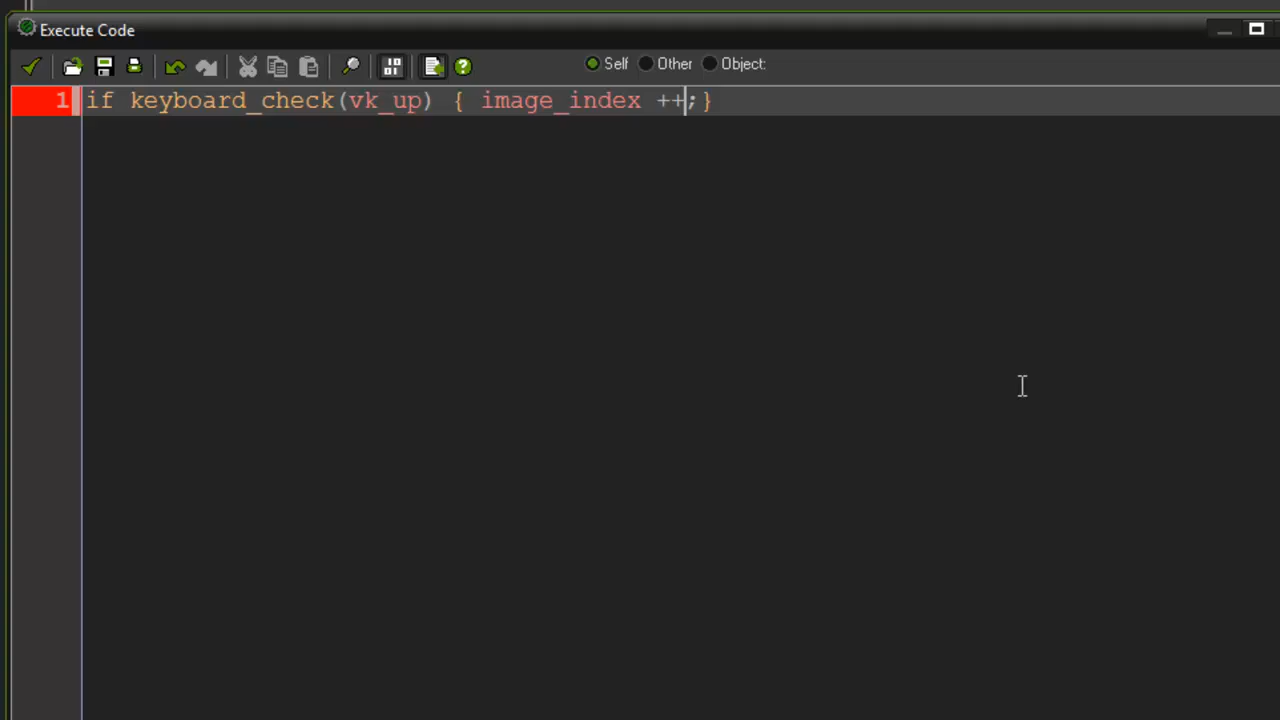 Execute Code
Self Other Object:
1 if keyboard_check(vk_up) { image_index ++;}